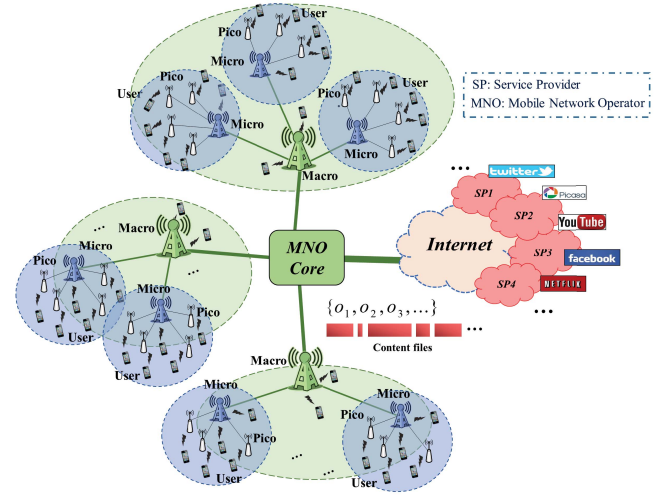 User
Pico
Micro
Pico
User
Micro
Pico
Micro
Macro
SP: Service Provider
MNO: Mobile Network Operator
...
twitter
SP1
Picasa
SP2
YouTube
Internet
SP3
facebook
SP4
NETFLIX
...
MNO
Core
{o1, o2, o3, ...}
...
Content files
...
Macro
Micro
Pico
...
Micro
Pico
User
User
Macro
Micro
Pico
User
Micro
Pico
User
...
...